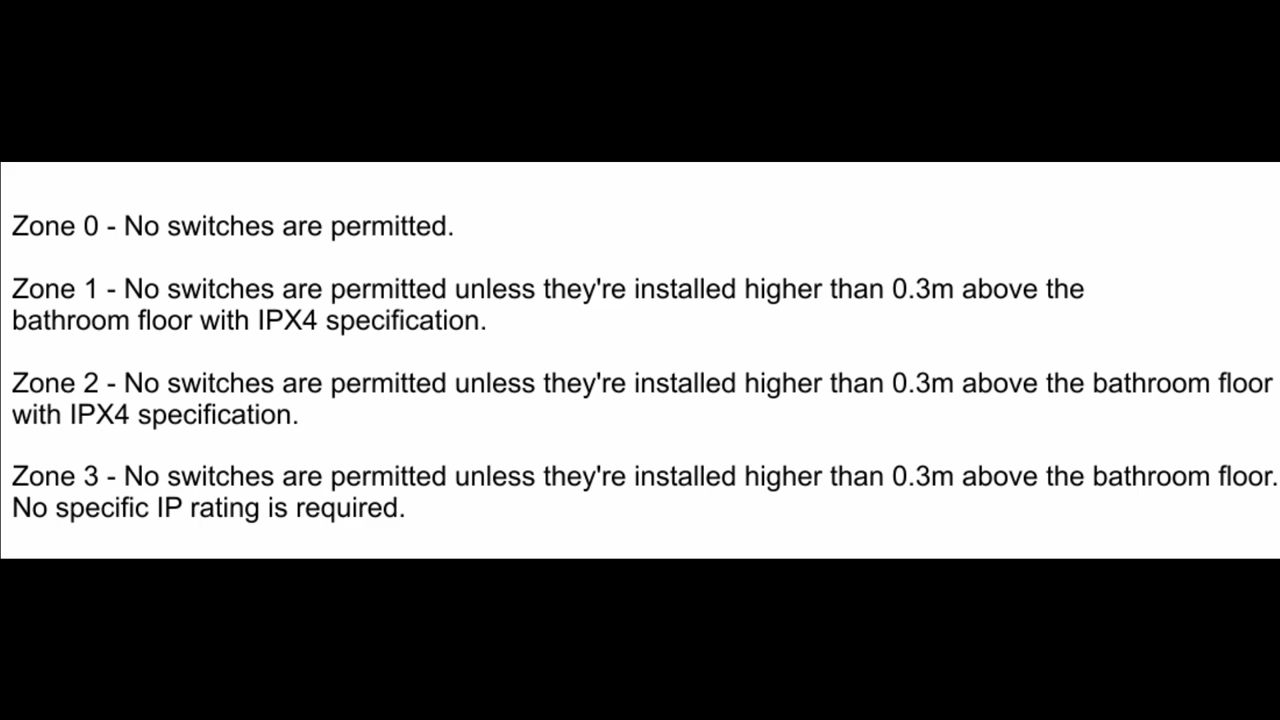 Zone 0 - No switches are permitted.
Zone 1 - No switches are permitted unless they're installed higher than 0.3m above the
bathroom floor with IPX4 specification.
Zone 2 - No switches are permitted unless they're installed higher than 0.3m above the bathroom floor
with IPX4 specification.
Zone 3 - No switches are permitted unless they're installed higher than 0.3m above the bathroom floor.
No specific IP rating is required.